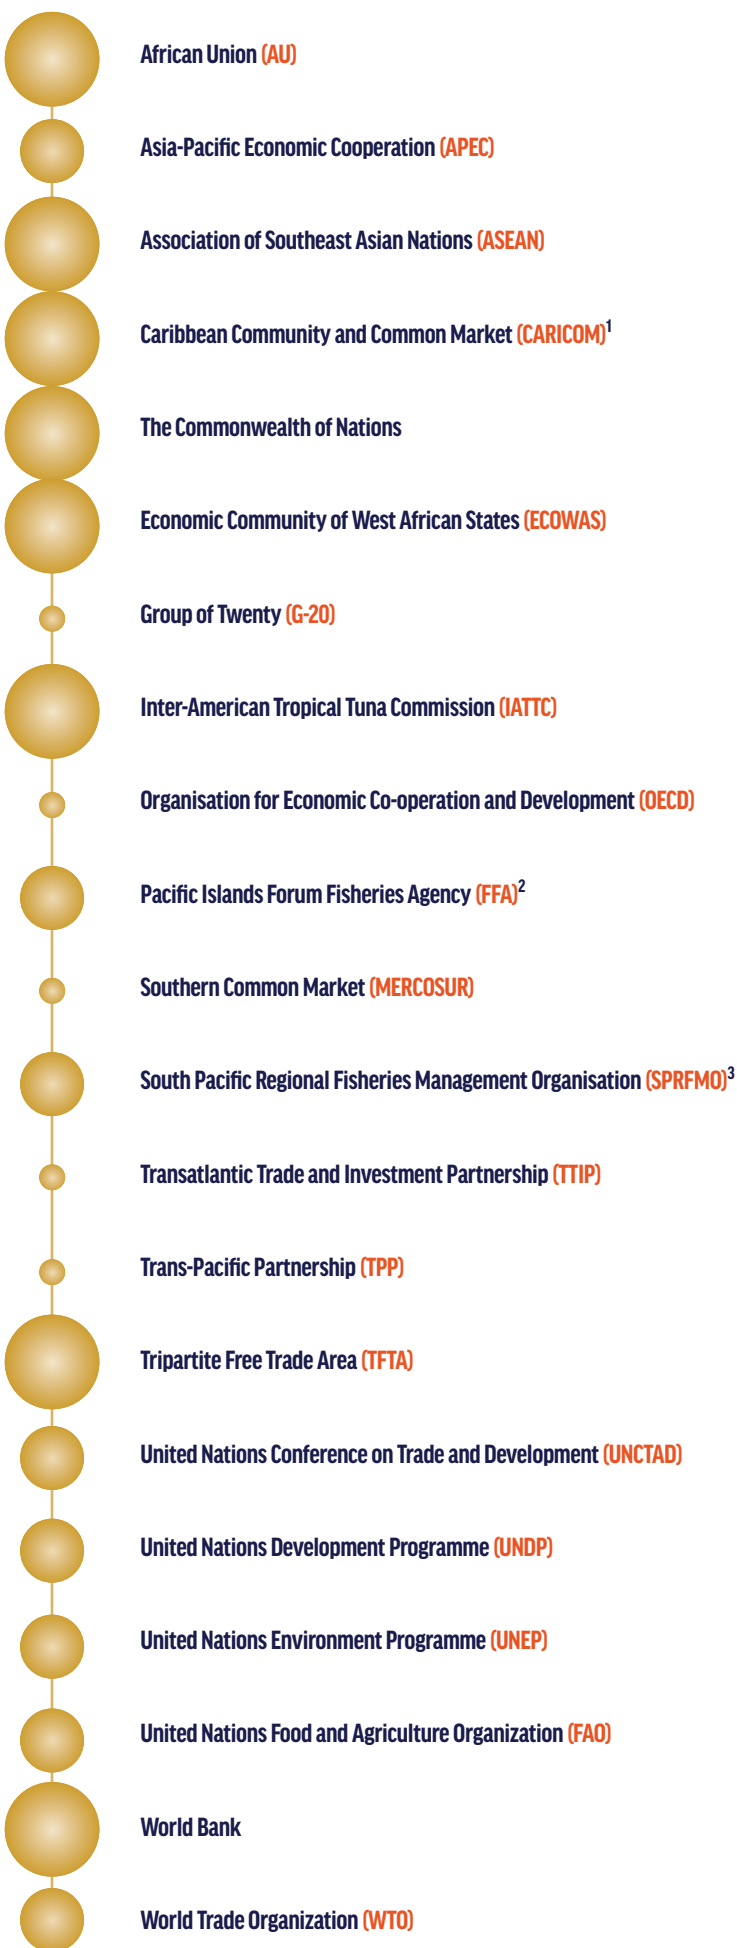 African Union (AU)
Asia-Pacific Economic Cooperation (APEC)
Association of Southeast Asian Nations (ASEAN)
Caribbean Community and Common Market (CARICOM)¹
The Commonwealth of Nations
Economic Community of West African States (ECOWAS)
Group of Twenty (G-20)
Inter-American Tropical Tuna Commission (IATTC)
Organisation for Economic Co-operation and Development (OECD)
Pacific Islands Forum Fisheries Agency (FFA)²
Southern Common Market (MERCOSUR)
South Pacific Regional Fisheries Management Organisation (SPRFMO)³
Transatlantic Trade and Investment Partnership (TTIP)
Trans-Pacific Partnership (TPP)
Tripartite Free Trade Area (TFTA)
United Nations Conference on Trade and Development (UNCTAD)
United Nations Development Programme (UNDP)
United Nations Environment Programme (UNEP)
United Nations Food and Agriculture Organization (FAO)
World Bank
World Trade Organization (WTO)